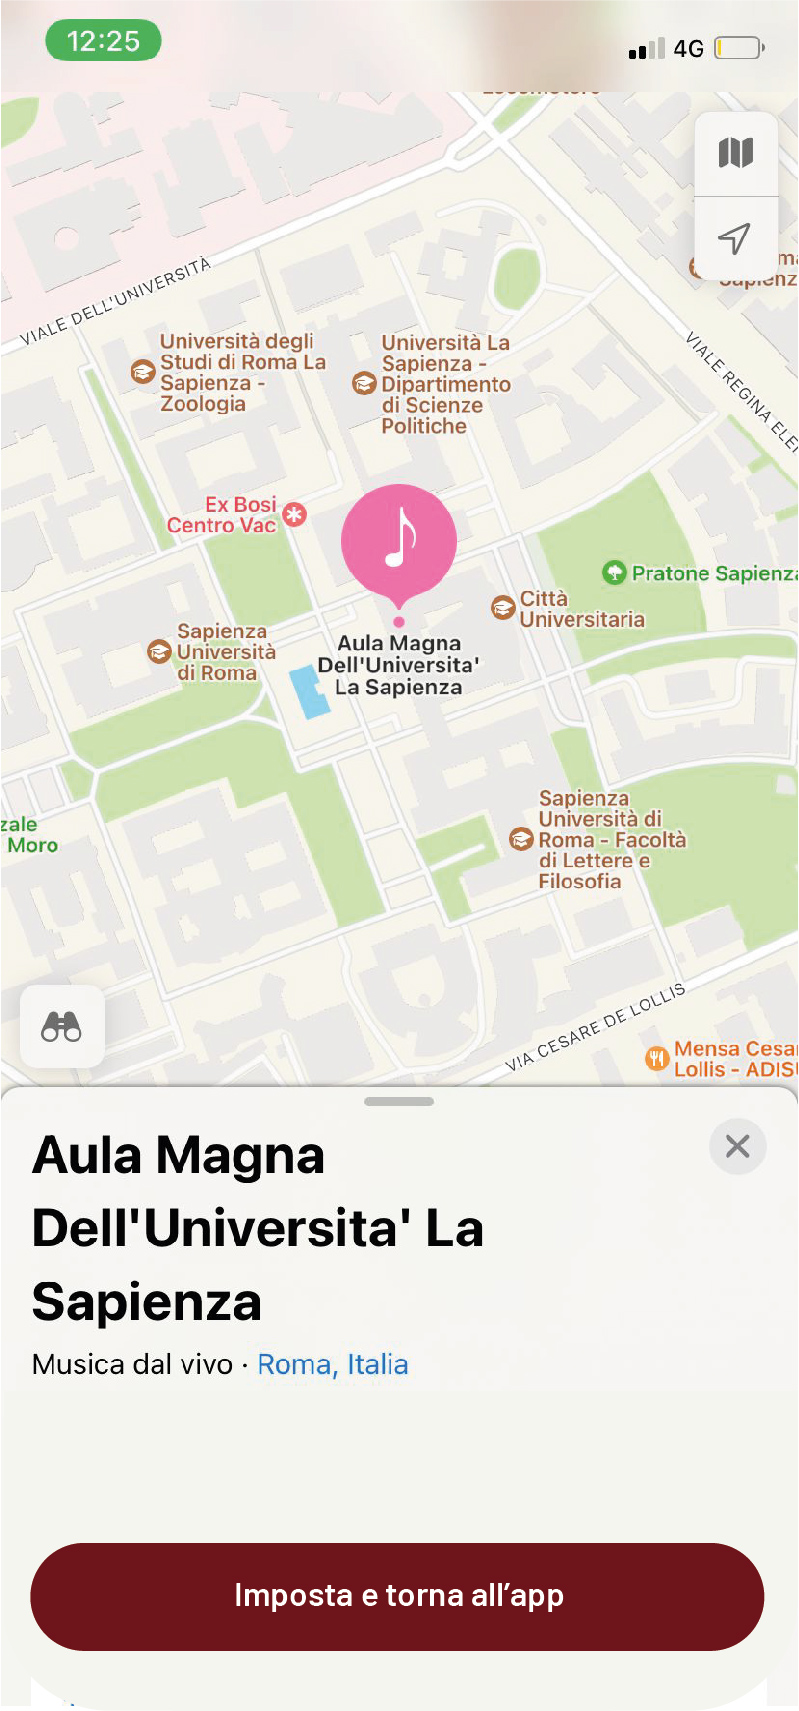 12:25
4G
VIALE DELL'UNIVERSITÀ
Università degli
Studi di Roma La
Sapienza -
Zoologia
Università La
Sapienza -
Dipartimento
di Scienze
Politiche
VIALE REGINA ELE
Ex Bosi
Centro Vac
Pratone Sapienza
Città
Universitaria
Sapienza
Università
di Roma
Aula Magna
Dell'Universita'
La Sapienza
Sapienza
Università di
Roma - Facoltà
di Lettere e
Filosofia
zale
Moro
VIA CESARE DE LOLLIS
Mensa Cesar
Lollis - ADISU
Aula Magna
Dell'Universita' La
Sapienza
Musica dal vivo · Roma, Italia
Imposta e torna all’app